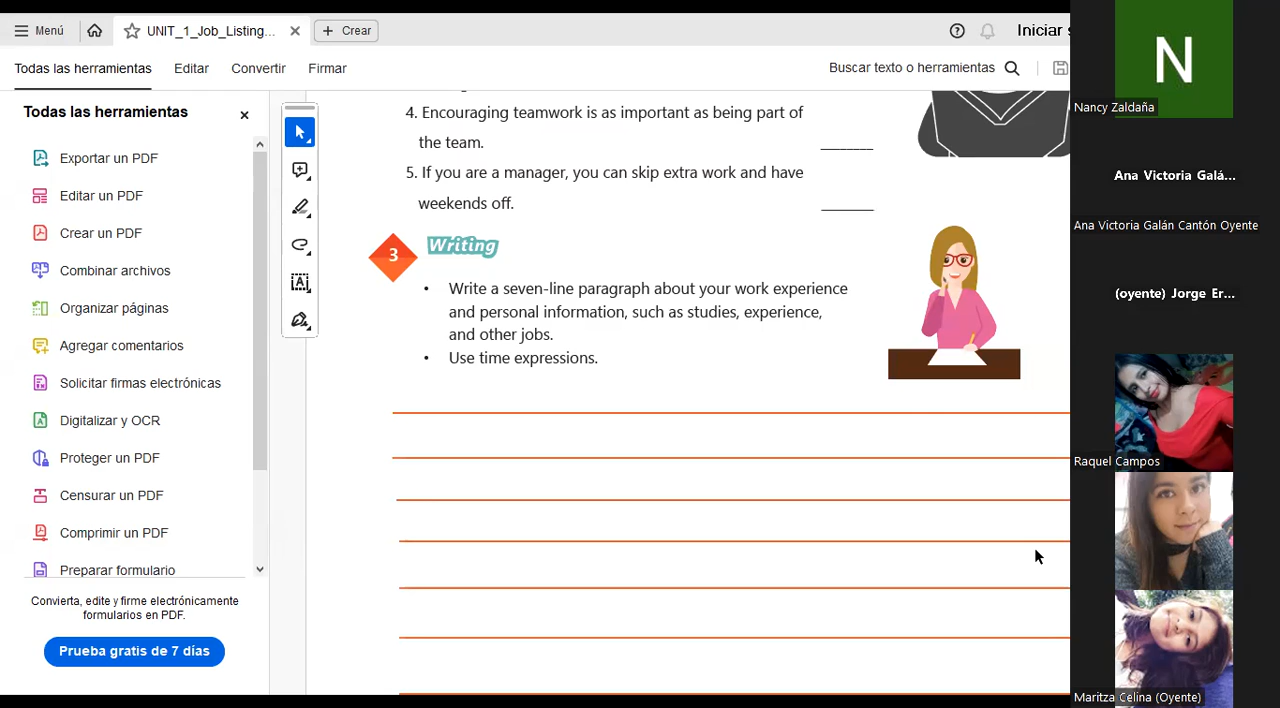 Menú
UNIT_1_Job_Listing...
Crear
Iniciar s
Todas las herramientas
Editar
Convertir
Firmar
Buscar texto o herramientas
Todas las herramientas
Exportar un PDF
Editar un PDF
Crear un PDF
Combinar archivos
Organizar páginas
Agregar comentarios
Solicitar firmas electrónicas
Digitalizar y OCR
Proteger un PDF
Censurar un PDF
Comprimir un PDF
Preparar formulario
Convierta, edite y firme electrónicamente
formularios en PDF.
Prueba gratis de 7 días
4. Encouraging teamwork is as important as being part of
the team. _______
5. If you are a manager, you can skip extra work and have
weekends off. _______
3 Writing
• Write a seven-line paragraph about your work experience
and personal information, such as studies, experience,
and other jobs.
• Use time expressions.
N
Nancy Zaldaña
Ana Victoria Galá...
Ana Victoria Galán Cantón Oyente
(oyente) Jorge Er...
Raquel Campos
Maritza Celina (Oyente)